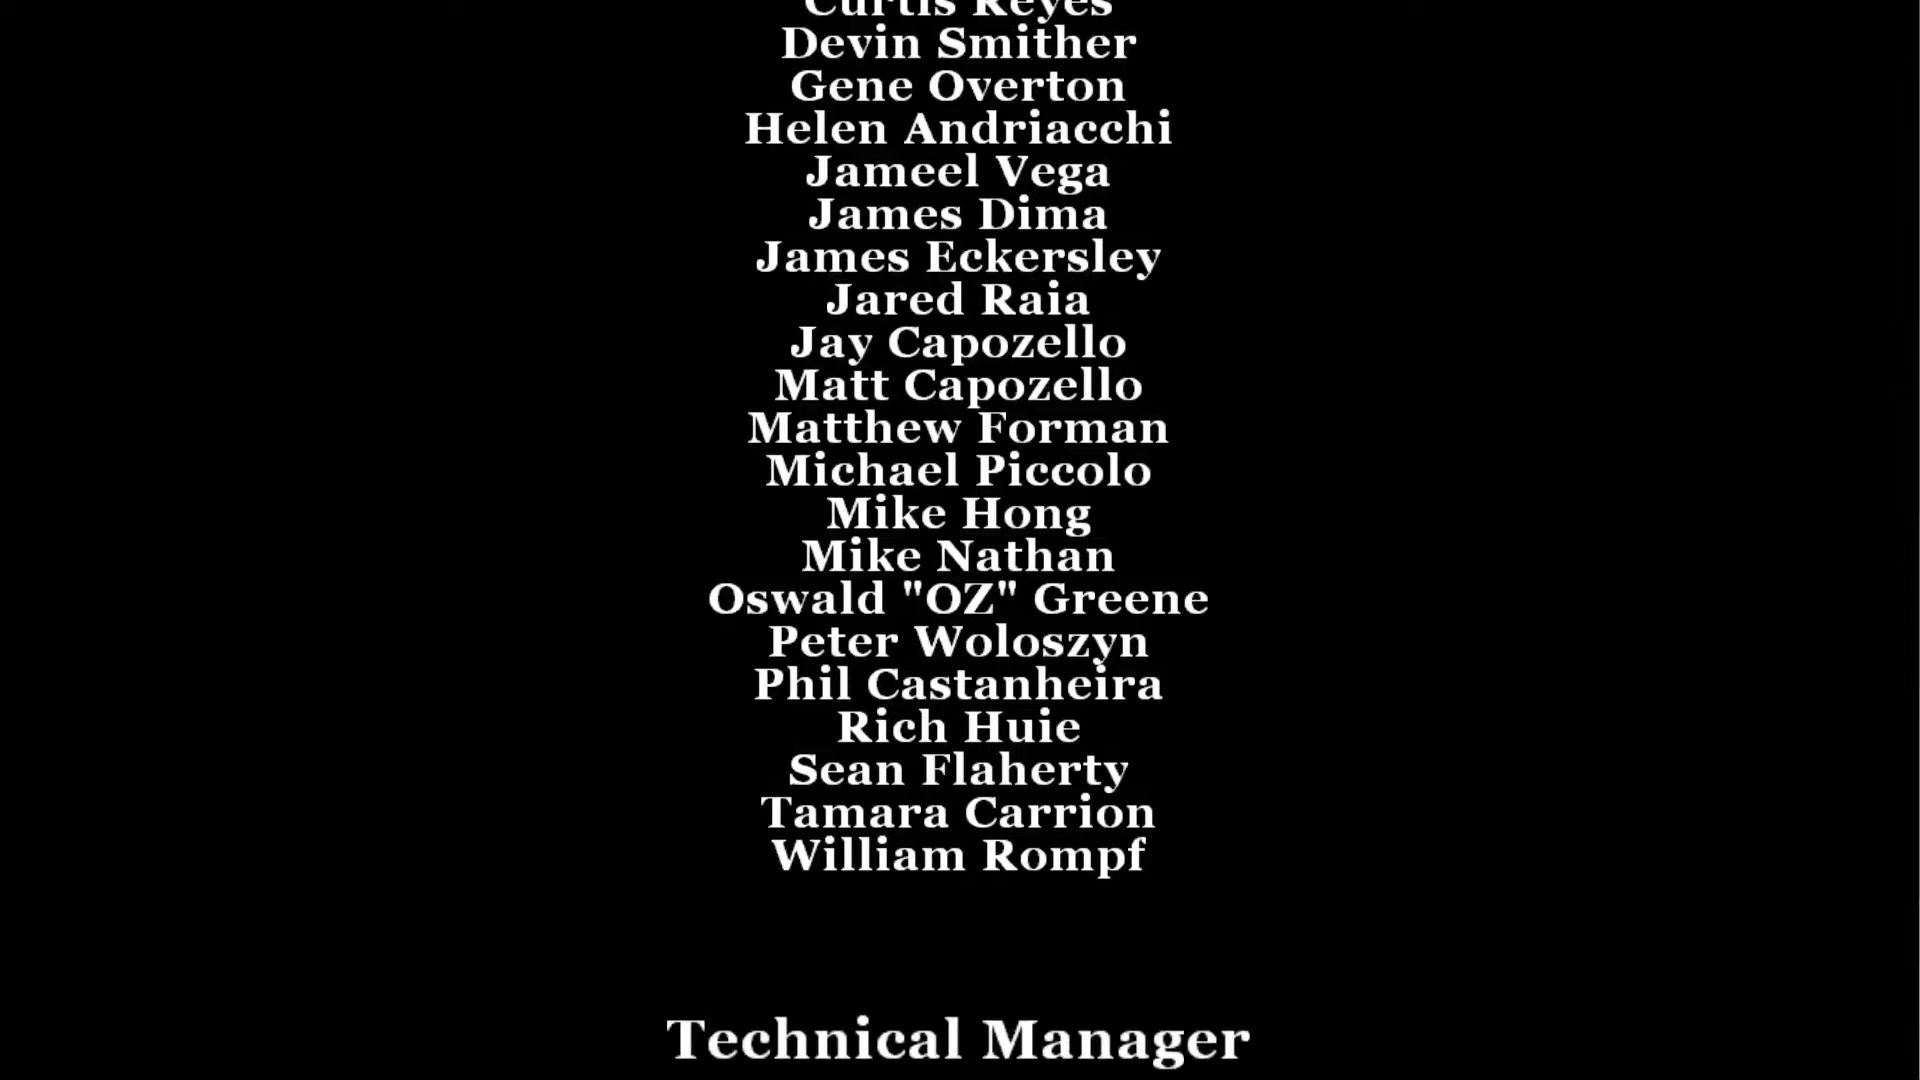 Curtis Reyes
Devin Smither
Gene Overton
Helen Andriacchi
Jameel Vega
James Dima
James Eckersley
Jared Raia
Jay Capozello
Matt Capozello
Matthew Forman
Michael Piccolo
Mike Hong
Mike Nathan
Oswald "OZ" Greene
Peter Woloszyn
Phil Castanheira
Rich Huie
Sean Flaherty
Tamara Carrion
William Rompf
Technical Manager